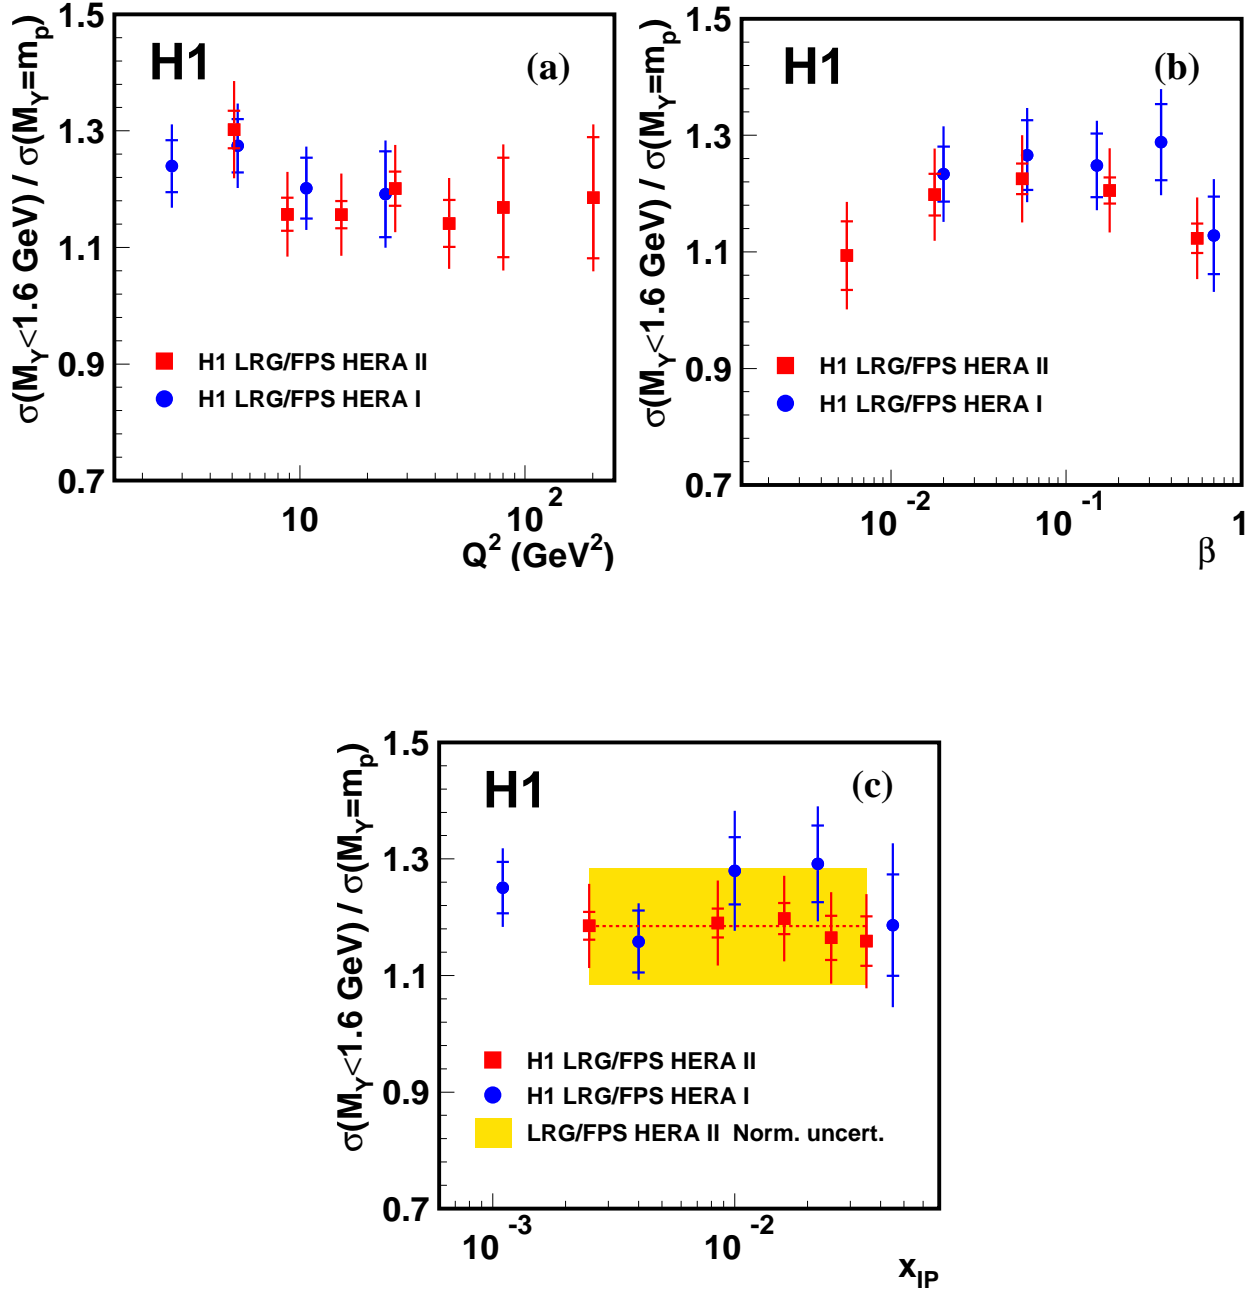 H1
(a)
σ(M_Y<1.6 GeV) / σ(M_Y=m_p)
1.5
1.3
1.1
0.9
0.7
H1 LRG/FPS HERA II
H1 LRG/FPS HERA I
10
10^2
Q^2 (GeV^2)
H1
(b)
σ(M_Y<1.6 GeV) / σ(M_Y=m_p)
1.5
1.3
1.1
0.9
0.7
H1 LRG/FPS HERA II
H1 LRG/FPS HERA I
10^-2
10^-1
1
β
H1
(c)
σ(M_Y<1.6 GeV) / σ(M_Y=m_p)
1.5
1.3
1.1
0.9
0.7
H1 LRG/FPS HERA II
H1 LRG/FPS HERA I
LRG/FPS HERA II Norm. uncert.
10^-3
10^-2
x_IP